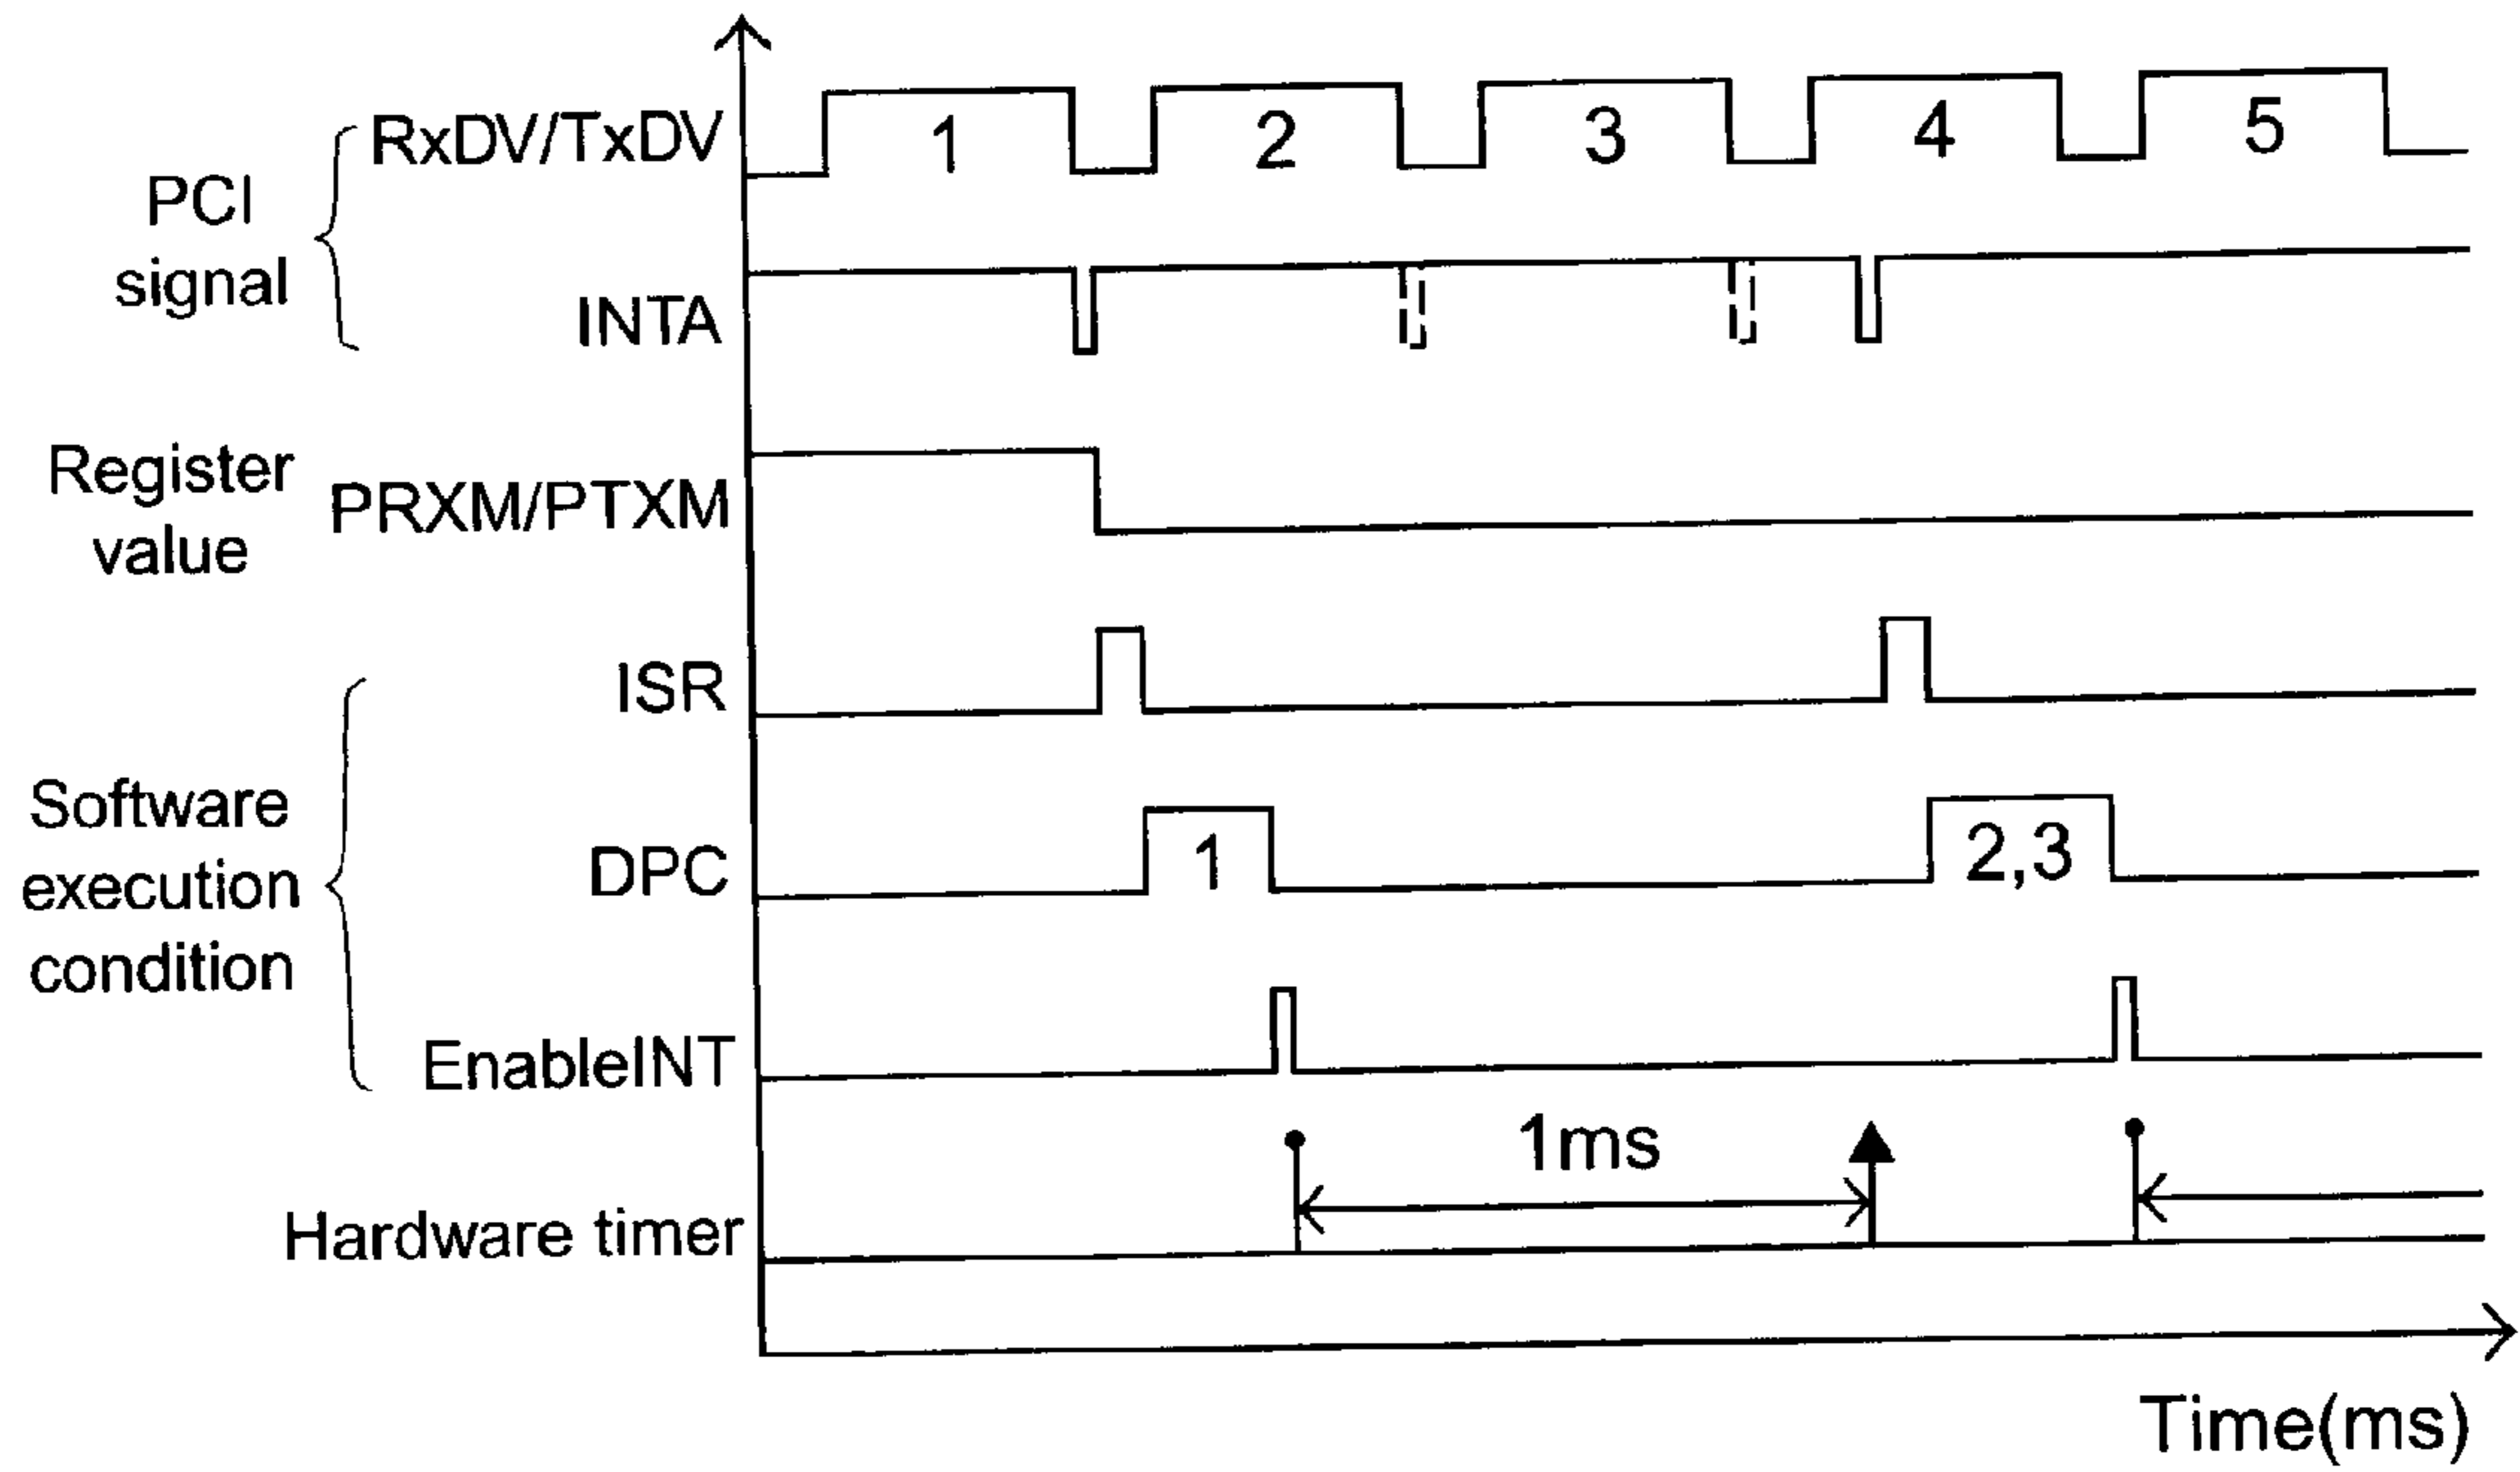 RxDV/TxDV
1
2
3
4
5
PCI
signal
INTA
Register
value
PRXM/PTXM
ISR
Software
execution
condition
DPC
1
2,3
EnableINT
1ms
Hardware timer
Time(ms)